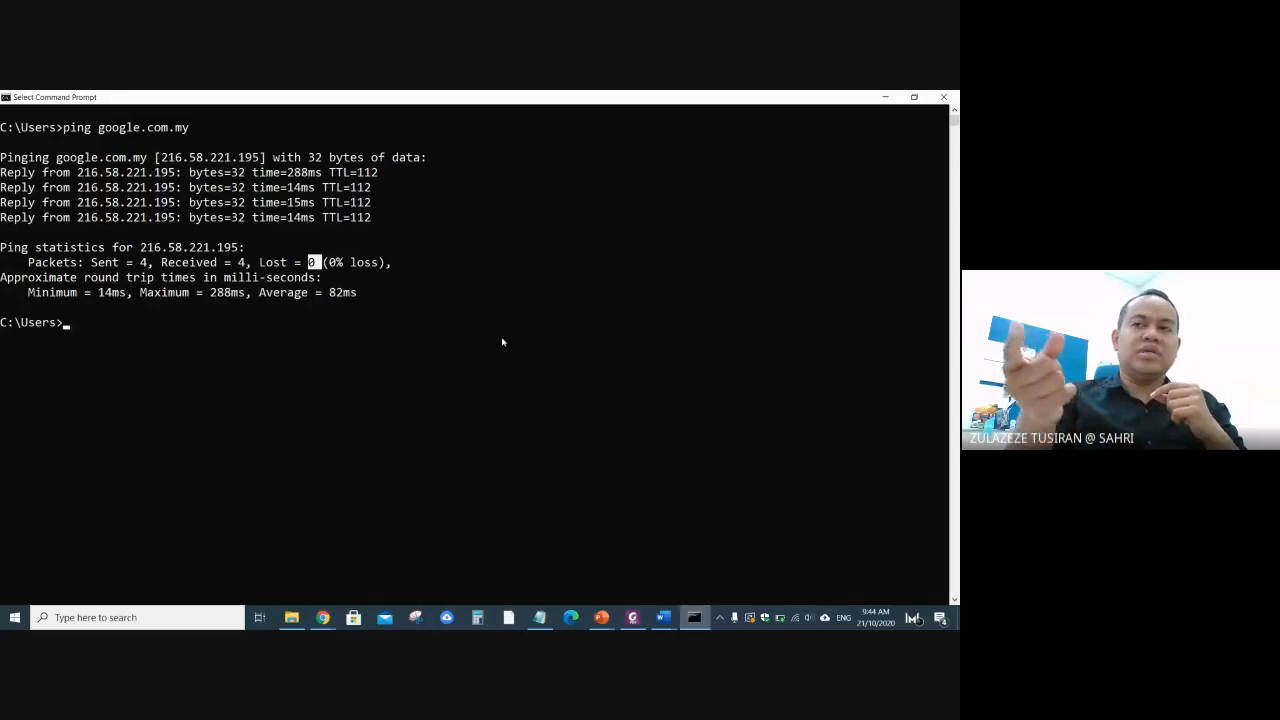 Select Command Prompt
C:\Users>ping google.com.my
Pinging google.com.my [216.58.221.195] with 32 bytes of data:
Reply from 216.58.221.195: bytes=32 time=288ms TTL=112
Reply from 216.58.221.195: bytes=32 time=14ms TTL=112
Reply from 216.58.221.195: bytes=32 time=15ms TTL=112
Reply from 216.58.221.195: bytes=32 time=14ms TTL=112
Ping statistics for 216.58.221.195:
Packets: Sent = 4, Received = 4, Lost = 0 (0% loss),
Approximate round trip times in milli-seconds:
Minimum = 14ms, Maximum = 288ms, Average = 82ms
C:\Users>
ZULAZEZE TUSIRAN @ SAHRI
Type here to search
ENG
9:44 AM
21/10/2020